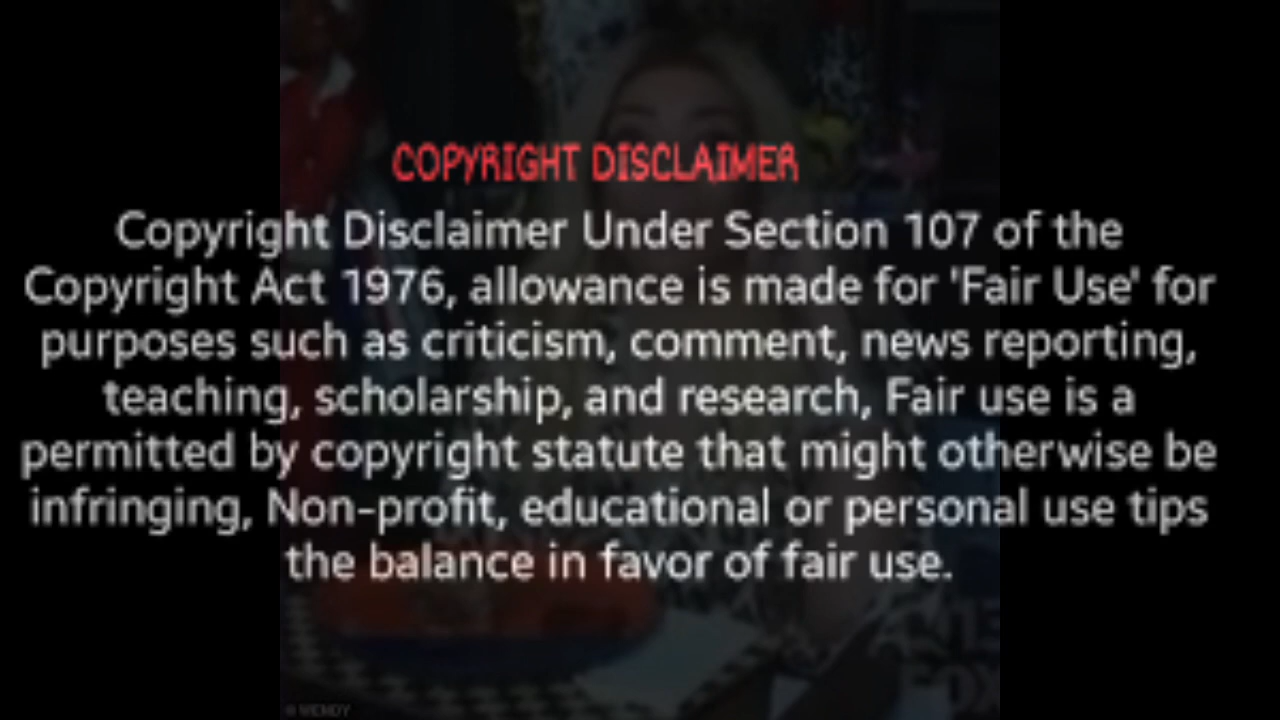 COPYRIGHT DISCLAIMER
Copyright Disclaimer Under Section 107 of the
Copyright Act 1976, allowance is made for 'Fair Use' for
purposes such as criticism, comment, news reporting,
teaching, scholarship, and research, Fair use is a
permitted by copyright statute that might otherwise be
infringing, Non-profit, educational or personal use tips
the balance in favor of fair use.